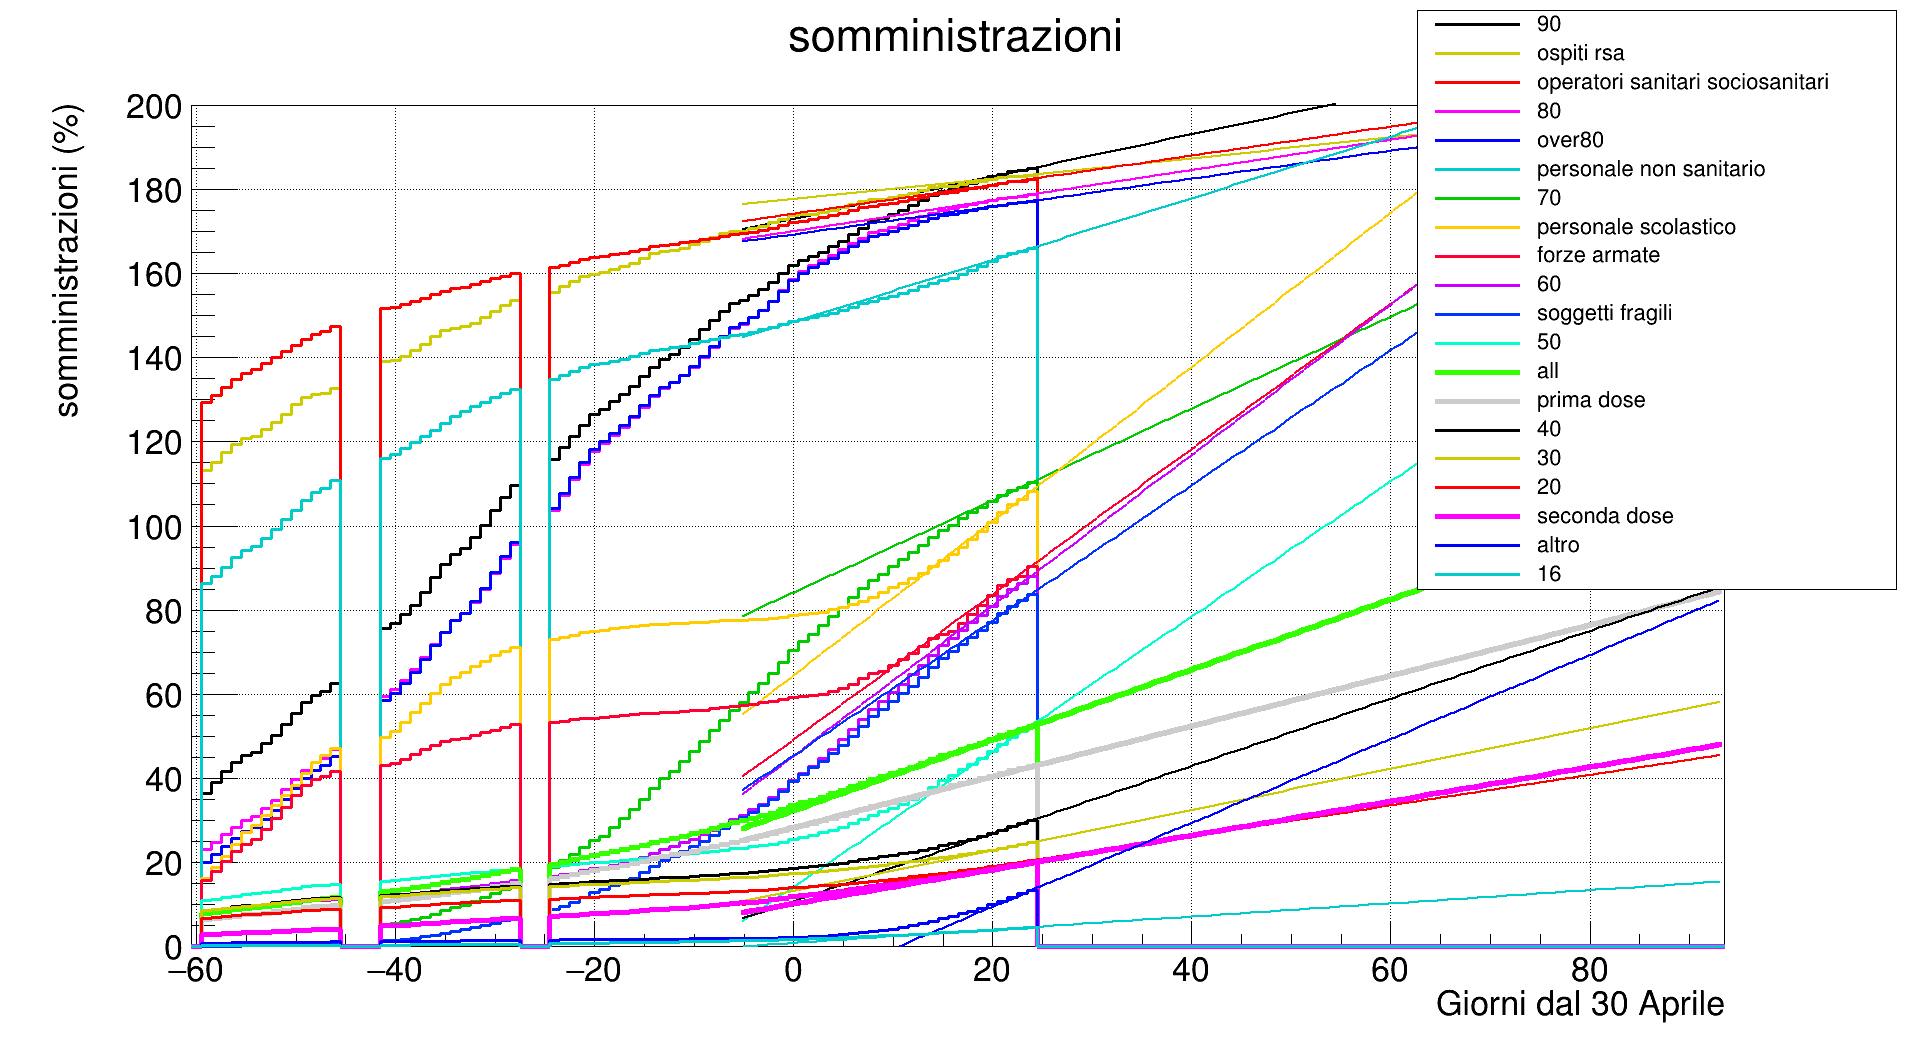 somministrazioni
somministrazioni (%)
200
180
160
140
120
100
80
60
40
20
0
−60 −40 −20 0 20 40 60 80
Giorni dal 30 Aprile
90
ospiti rsa
operatori sanitari sociosanitari
80
over80
personale non sanitario
70
personale scolastico
forze armate
60
soggetti fragili
50
all
prima dose
40
30
20
seconda dose
altro
16